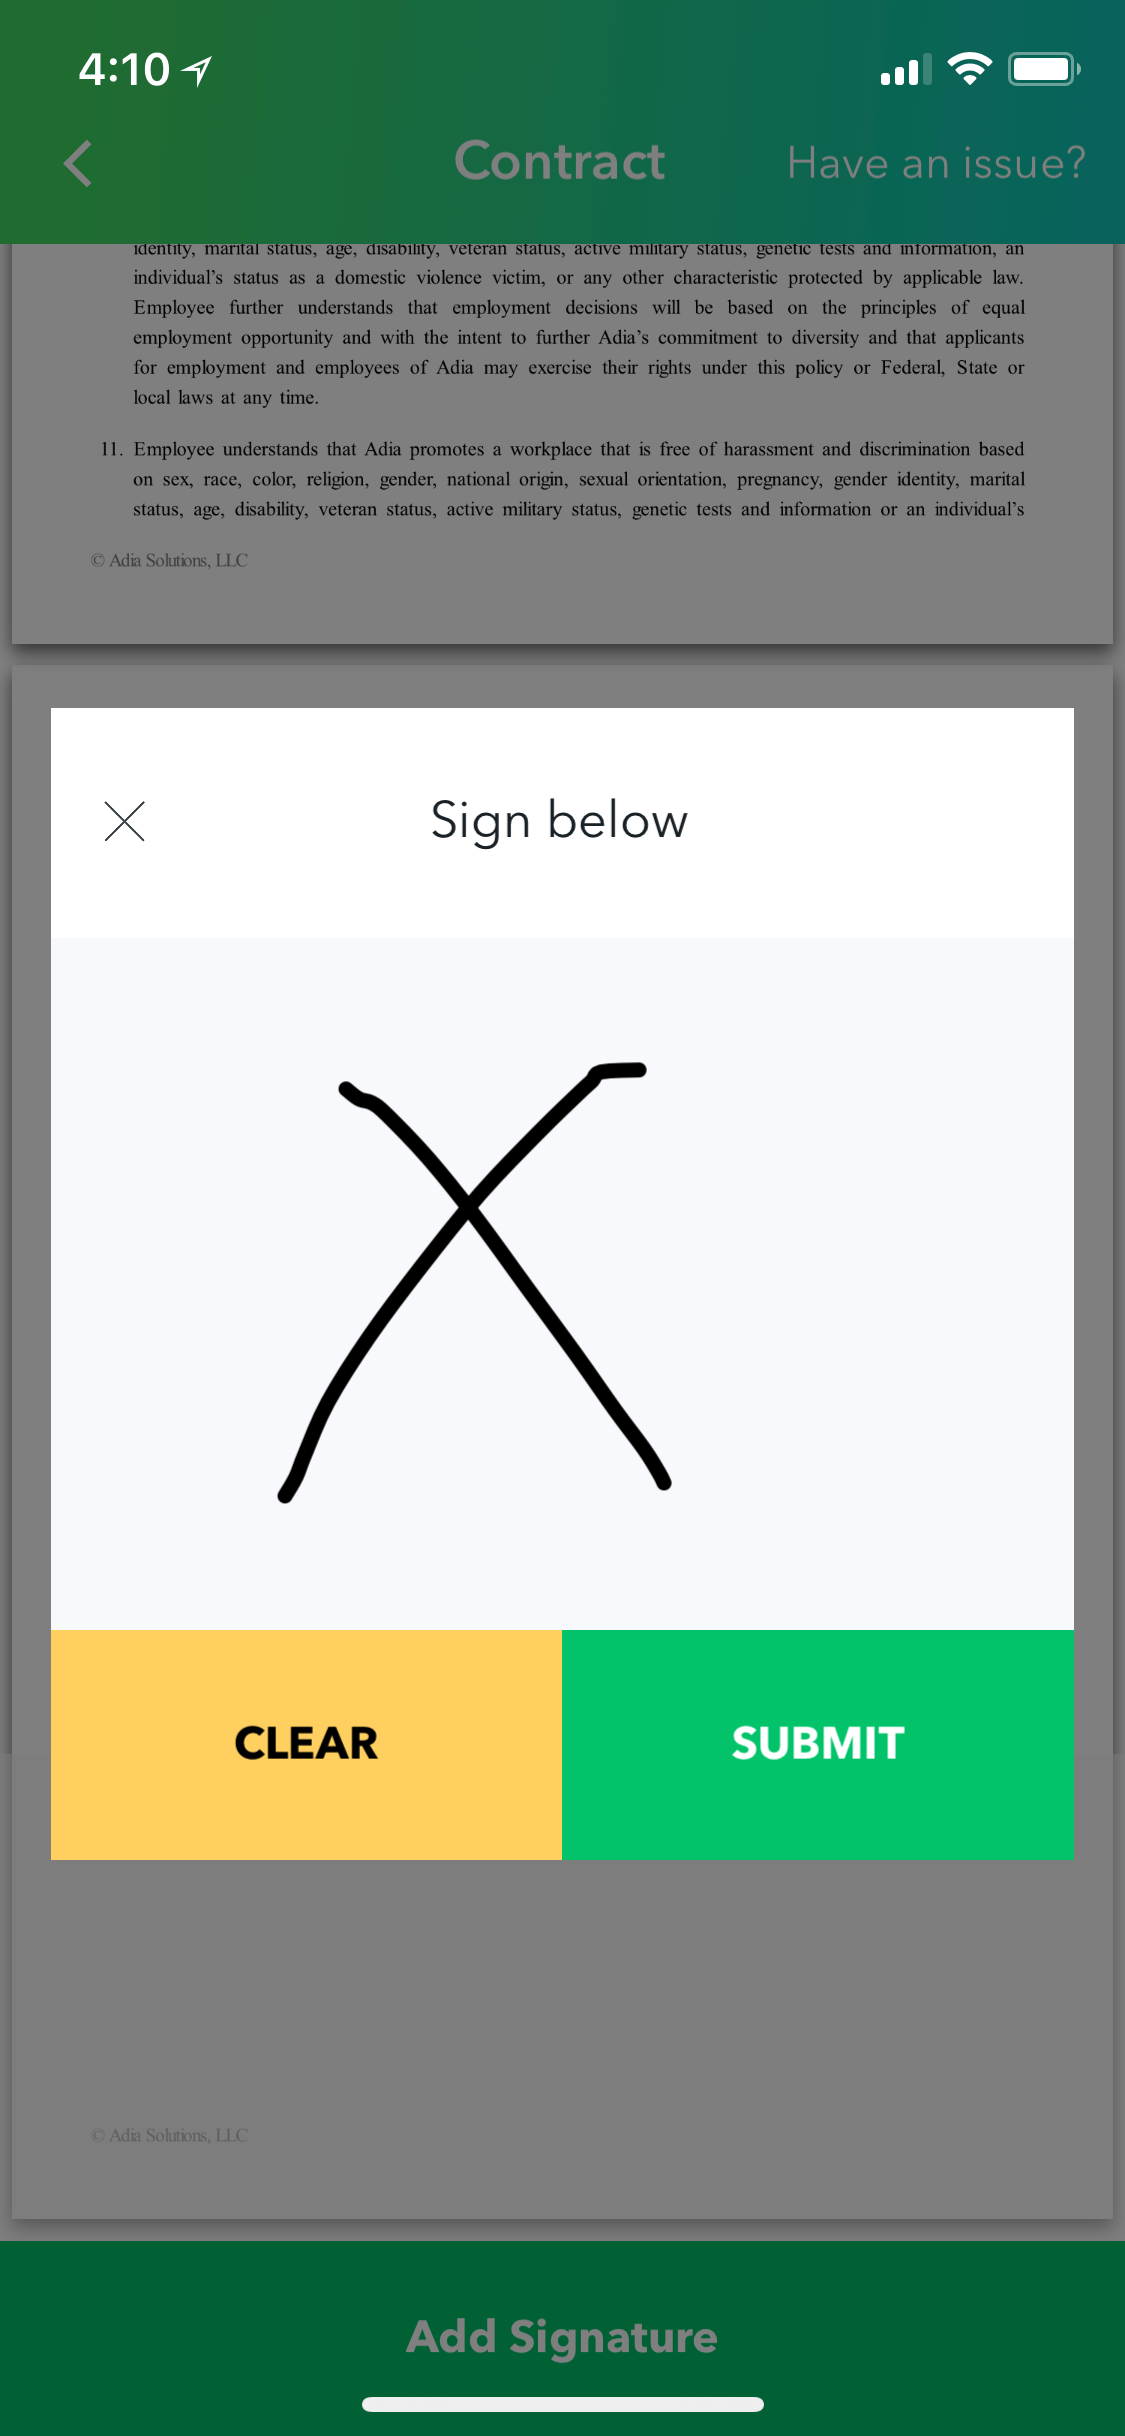 4:10
Contract
Have an issue?
identity, marital status, age, disability, veteran status, active military status, genetic tests and information, an
individual’s status as a domestic violence victim, or any other characteristic protected by applicable law.
Employee further understands that employment decisions will be based on the principles of equal
employment opportunity and with the intent to further Adia’s commitment to diversity and that applicants
for employment and employees of Adia may exercise their rights under this policy or Federal, State or
local laws at any time.
11. Employee understands that Adia promotes a workplace that is free of harassment and discrimination based
on sex, race, color, religion, gender, national origin, sexual orientation, pregnancy, gender identity, marital
status, age, disability, veteran status, active military status, genetic tests and information or an individual’s
© Adia Solutions, LLC
Sign below
X
CLEAR
SUBMIT
© Adia Solutions, LLC
Add Signature